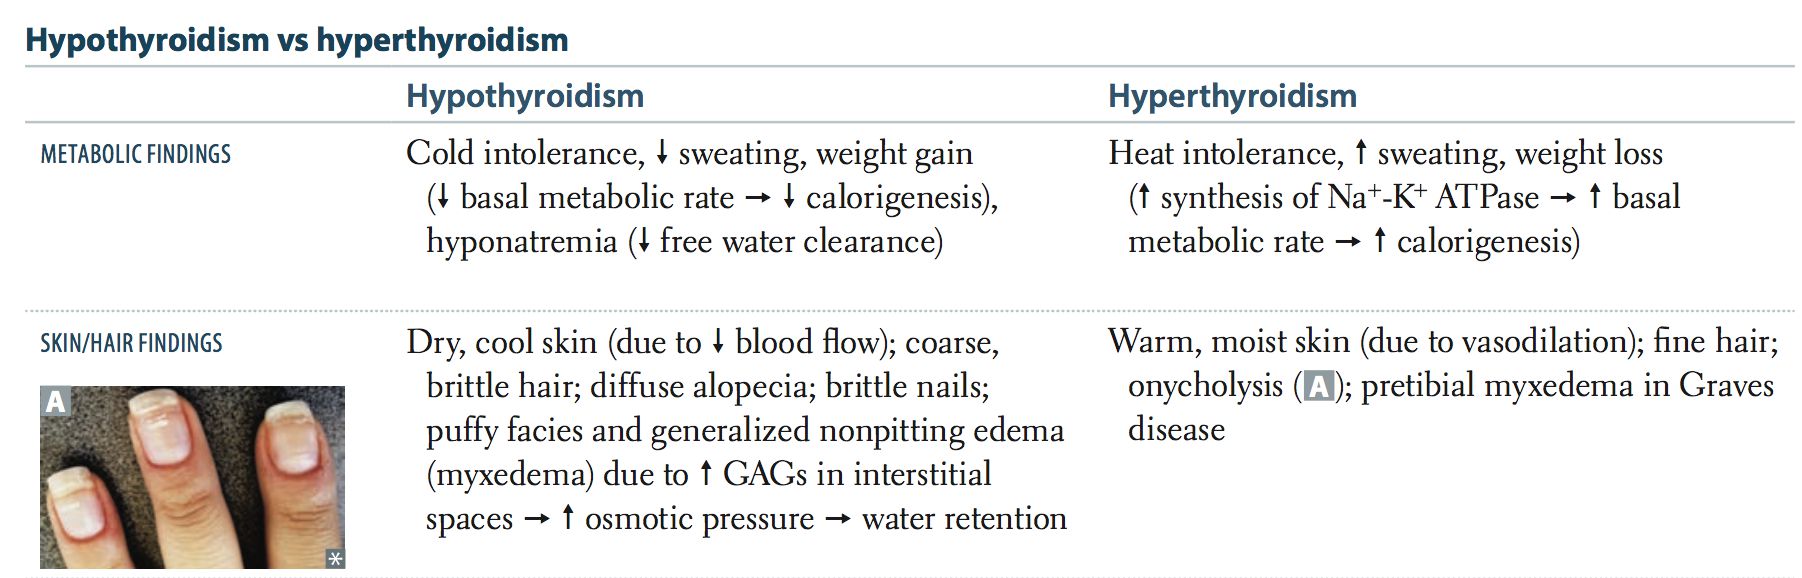 Hypothyroidism vs hyperthyroidism
Hypothyroidism
Hyperthyroidism
METABOLIC FINDINGS
Cold intolerance, ↓ sweating, weight gain
(↓ basal metabolic rate → ↓ calorigenesis),
hyponatremia (↓ free water clearance)
Heat intolerance, ↑ sweating, weight loss
(↑ synthesis of Na⁺-K⁺ ATPase → ↑ basal
metabolic rate → ↑ calorigenesis)
SKIN/HAIR FINDINGS
A
*
Dry, cool skin (due to ↓ blood flow); coarse,
brittle hair; diffuse alopecia; brittle nails;
puffy facies and generalized nonpitting edema
(myxedema) due to ↑ GAGs in interstitial
spaces → ↑ osmotic pressure → water retention
Warm, moist skin (due to vasodilation); fine hair;
onycholysis (A); pretibial myxedema in Graves
disease